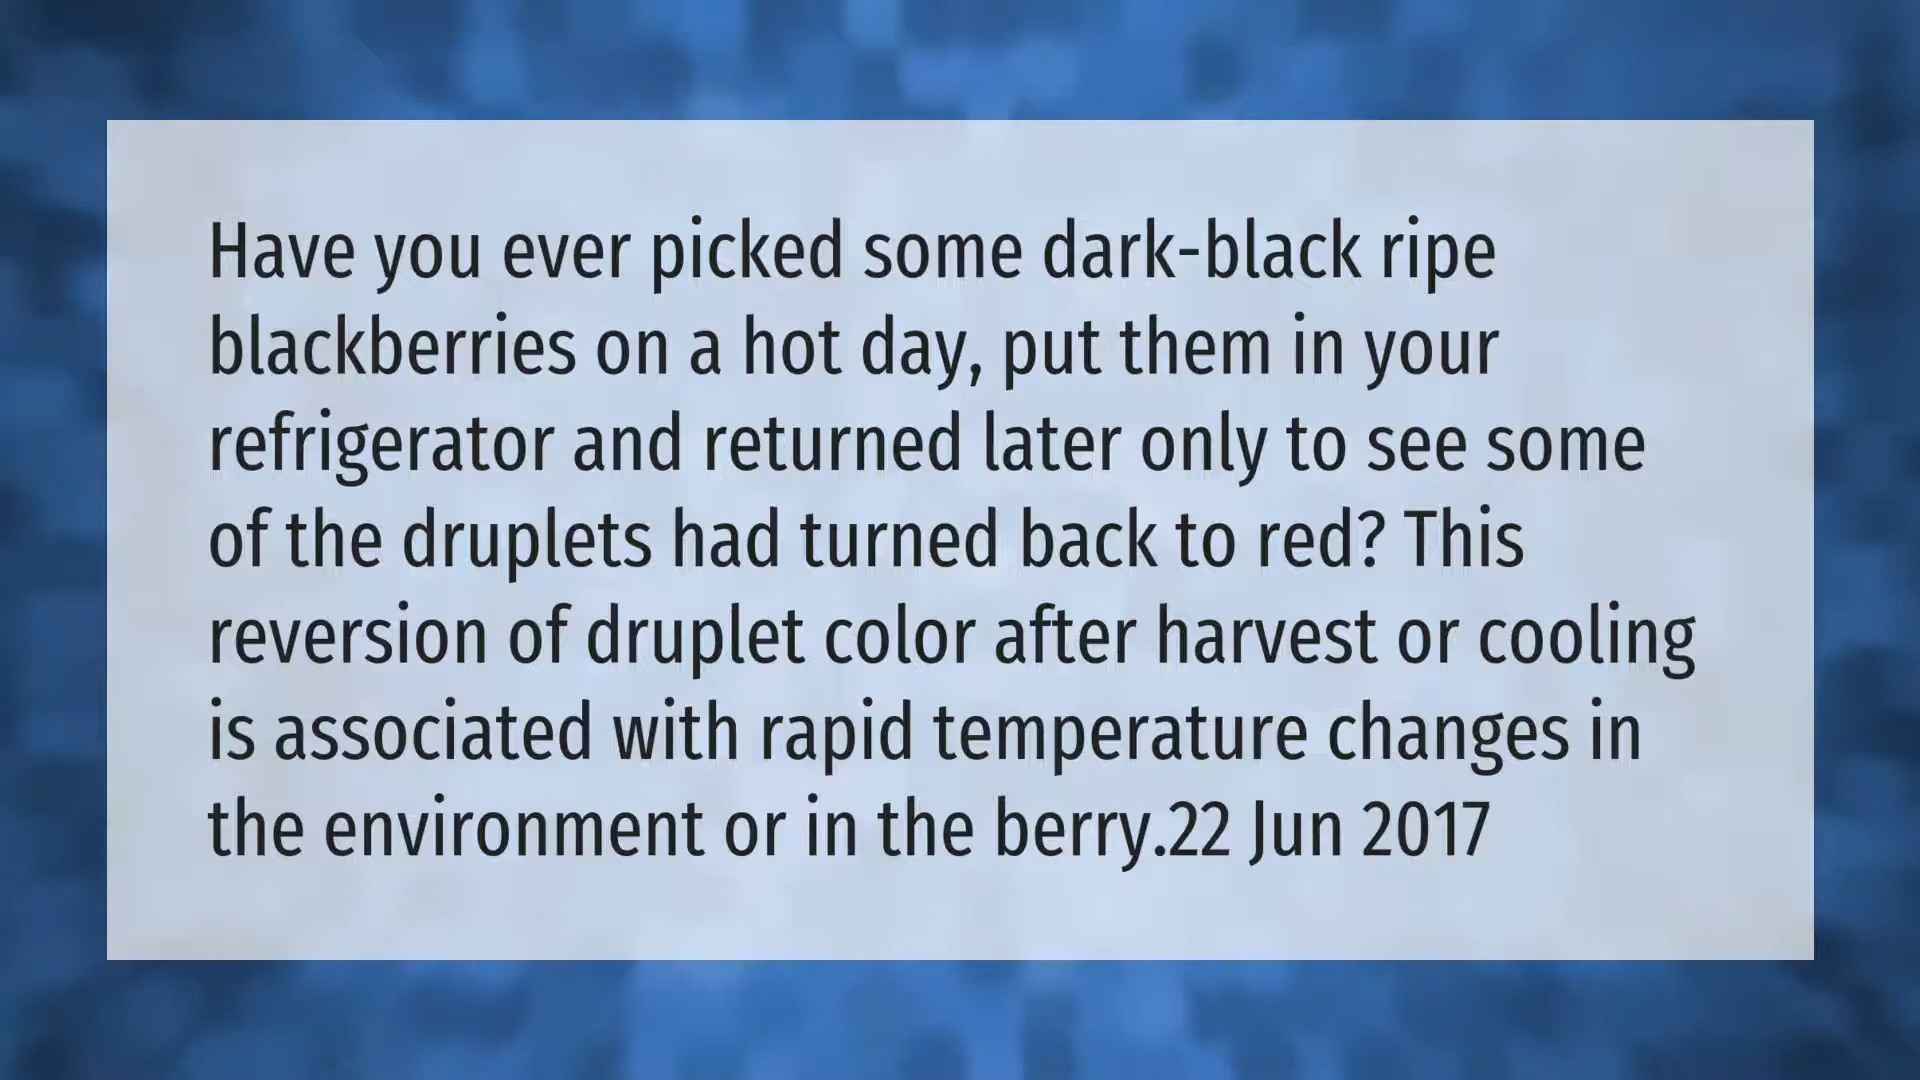 Have you ever picked some dark-black ripe
blackberries on a hot day, put them in your
refrigerator and returned later only to see some
of the druplets had turned back to red? This
reversion of druplet color after harvest or cooling
is associated with rapid temperature changes in
the environment or in the berry.22 Jun 2017